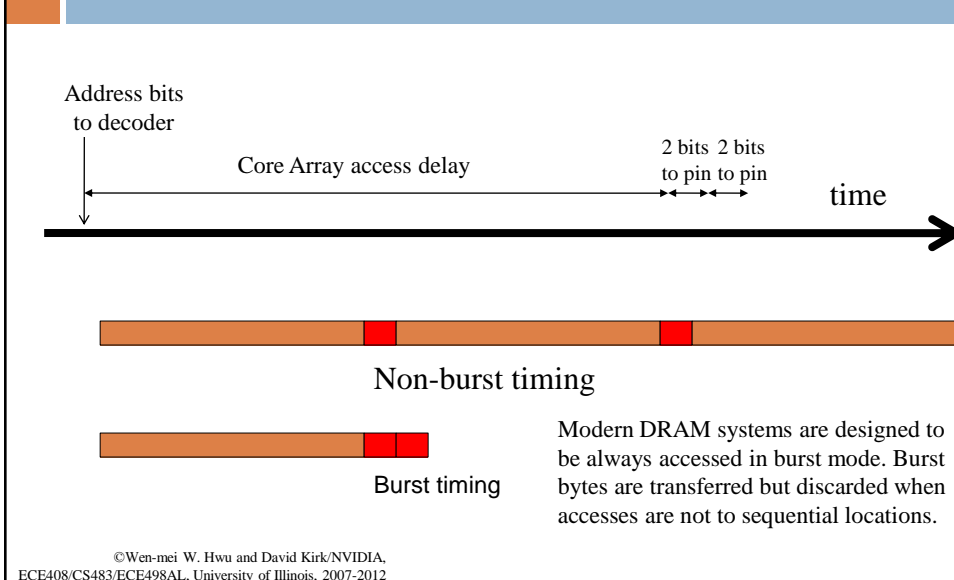 Address bits
to decoder
Core Array access delay
2 bits 2 bits
to pin to pin
time
Non-burst timing
Burst timing
Modern DRAM systems are designed to
be always accessed in burst mode. Burst
bytes are transferred but discarded when
accesses are not to sequential locations.
©Wen-mei W. Hwu and David Kirk/NVIDIA,
ECE408/CS483/ECE498AL, University of Illinois, 2007-2012